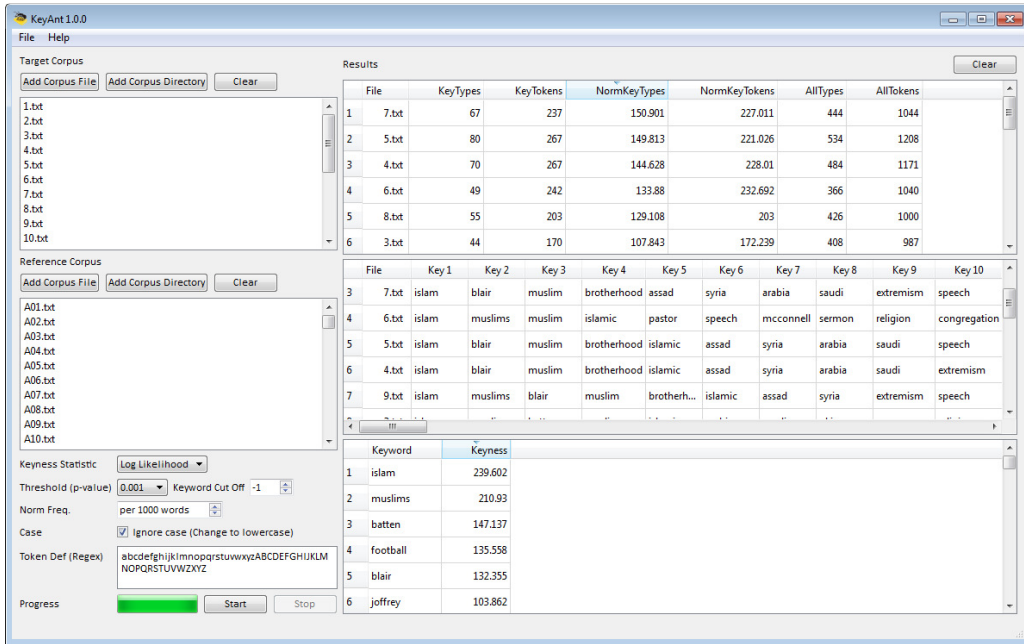 KeyAnt 1.0.0
File Help
Target Corpus
Add Corpus File Add Corpus Directory Clear
1.txt
2.txt
3.txt
4.txt
5.txt
6.txt
7.txt
8.txt
9.txt
10.txt
Reference Corpus
Add Corpus File Add Corpus Directory Clear
A01.txt
A02.txt
A03.txt
A04.txt
A05.txt
A06.txt
A07.txt
A08.txt
A09.txt
A10.txt
Keyness Statistic Log Likelihood
Threshold (p-value) 0.001 Keyword Cut Off -1
Norm Freq. per 1000 words
Case Ignore case (Change to lowercase)
Token Def (Regex) abcdefghijklmnopqrstuvwxyzABCDEFGHIJKLM
NOPQRSTUVWZXYZ
Progress Start Stop
Results Clear
File KeyTypes KeyTokens NormKeyTypes NormKeyTokens AllTypes AllTokens
1 7.txt 67 237 150.901 227.011 444 1044
2 5.txt 80 267 149.813 221.026 534 1208
3 4.txt 70 267 144.628 228.01 484 1171
4 6.txt 49 242 133.88 232.692 366 1040
5 8.txt 55 203 129.108 203 426 1000
6 3.txt 44 170 107.843 172.239 408 987
File Key 1 Key 2 Key 3 Key 4 Key 5 Key 6 Key 7 Key 8 Key 9 Key 10
3 7.txt islam blair muslim brotherhood assad syria arabia saudi extremism speech
4 6.txt islam muslims muslim islamic pastor speech mcconnell sermon religion congregation
5 5.txt islam blair muslim brotherhood islamic assad syria arabia saudi speech
6 4.txt islam blair muslim brotherhood islamic assad syria arabia saudi extremism
7 9.txt islam muslims blair muslim brotherh... islamic assad syria extremism speech
Keyword Keyness
1 islam 239.602
2 muslims 210.93
3 batten 147.137
4 football 135.558
5 blair 132.355
6 joffrey 103.862